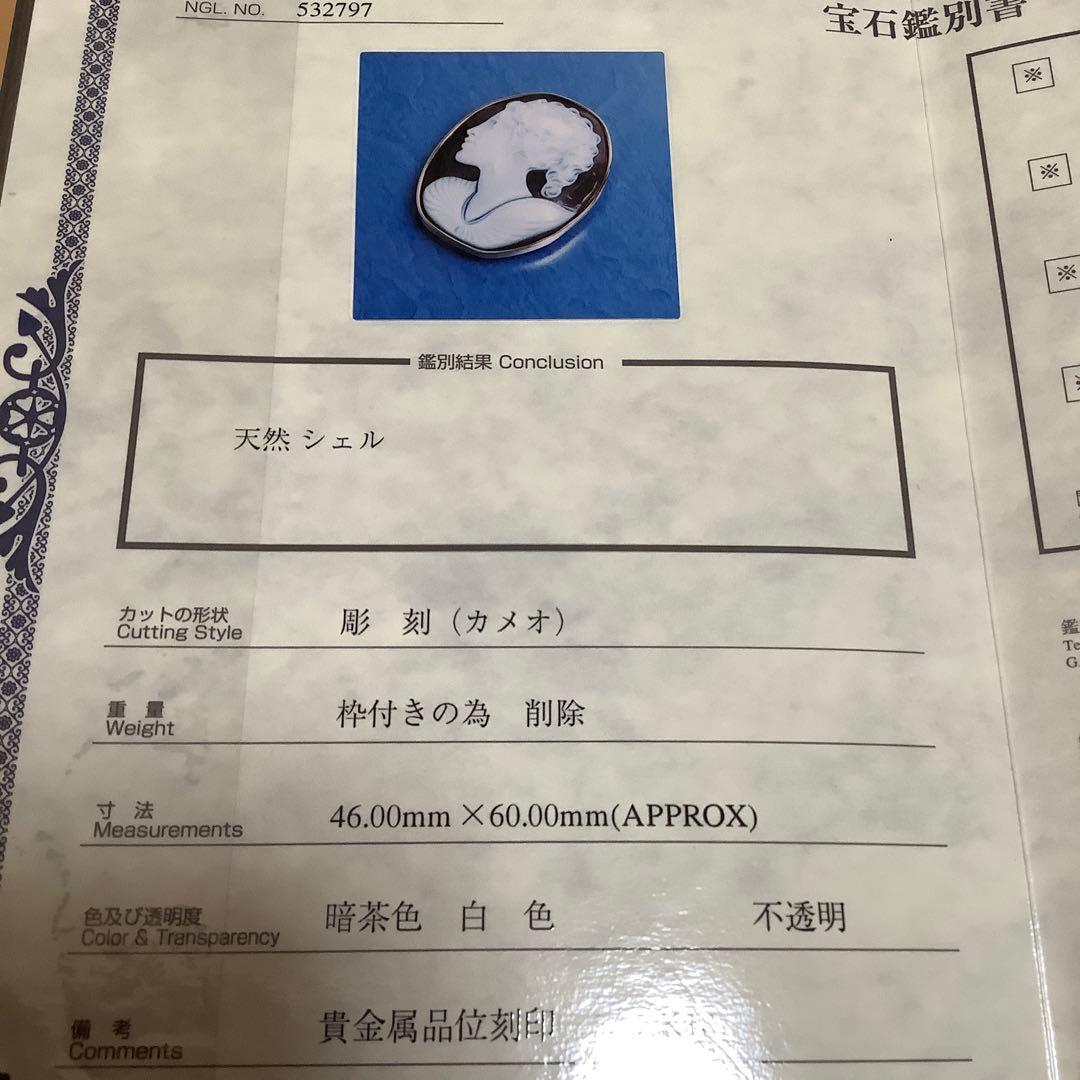 NGL. NO. 532797
宝石鑑別書
※
※
※
※
鑑別結果 Conclusion
天然 シェル
カットの形状
Cutting Style
彫 刻（カメオ）
重 量
Weight
枠付きの為 削除
寸 法
Measurements
46.00mm×60.00mm(APPROX)
色及び透明度
Color & Transparency
暗茶色 白 色 不透明
備 考
Comments
貴金属品位刻印
鑑
Te
G.